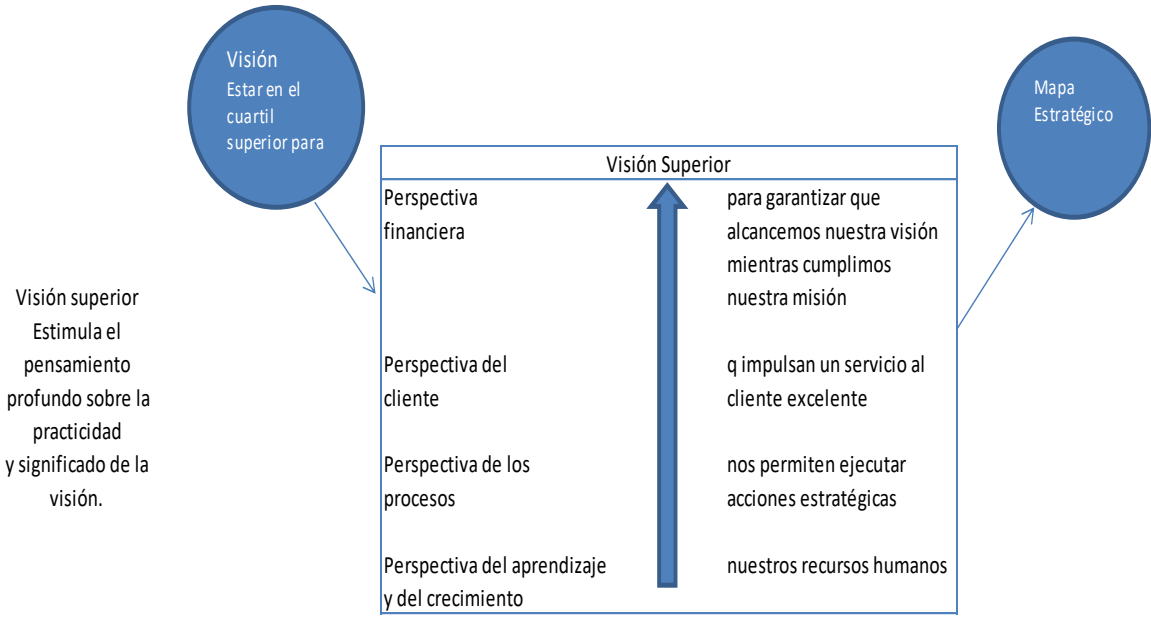 Visión
Estar en el
cuartil
superior para
Mapa
Estratégico
Visión superior
Estimula el
pensamiento
profundo sobre la
practicidad
y significado de la
visión.
Visión Superior
Perspectiva
financiera
para garantizar que
alcancemos nuestra visión
mientras cumplimos
nuestra misión
Perspectiva del
cliente
q impulsan un servicio al
cliente excelente
Perspectiva de los
procesos
nos permiten ejecutar
acciones estratégicas
Perspectiva del aprendizaje
y del crecimiento
nuestros recursos humanos